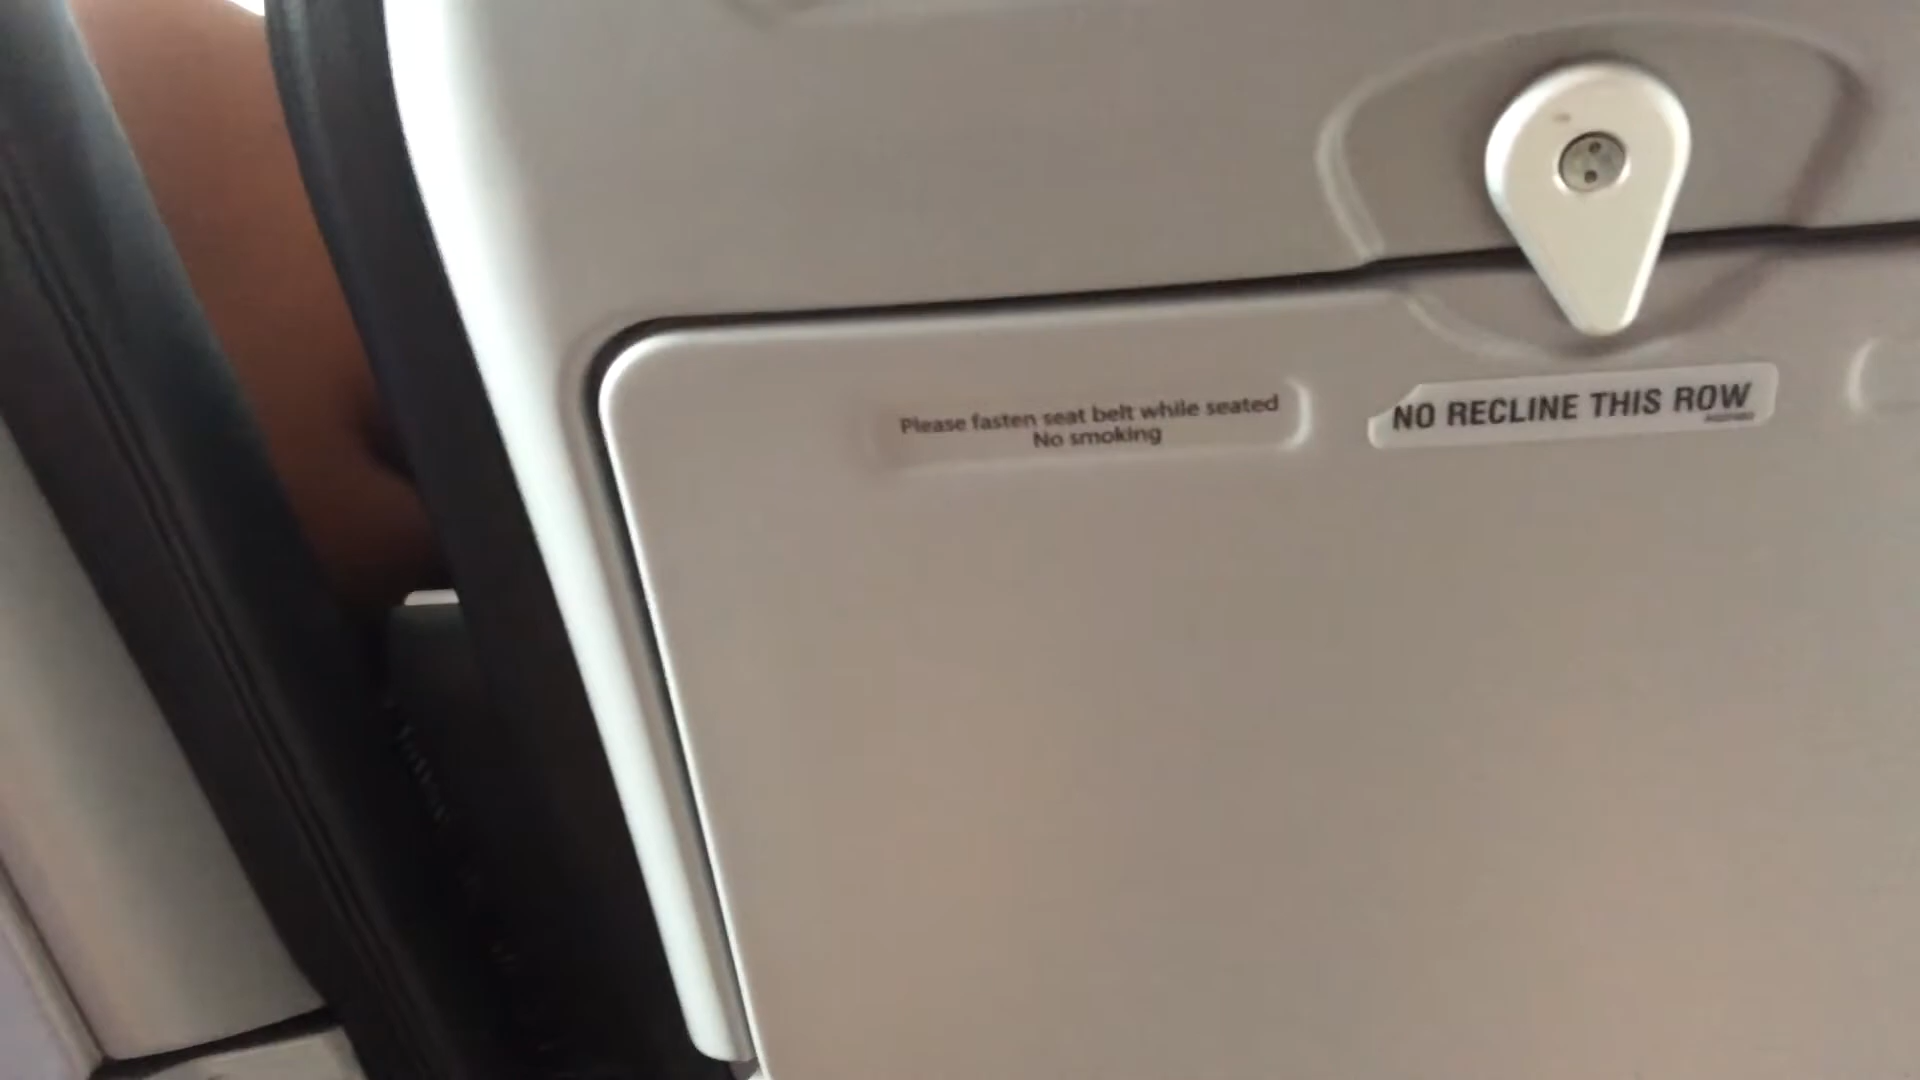 Please fasten seat belt while seated
No smoking
NO RECLINE THIS ROW